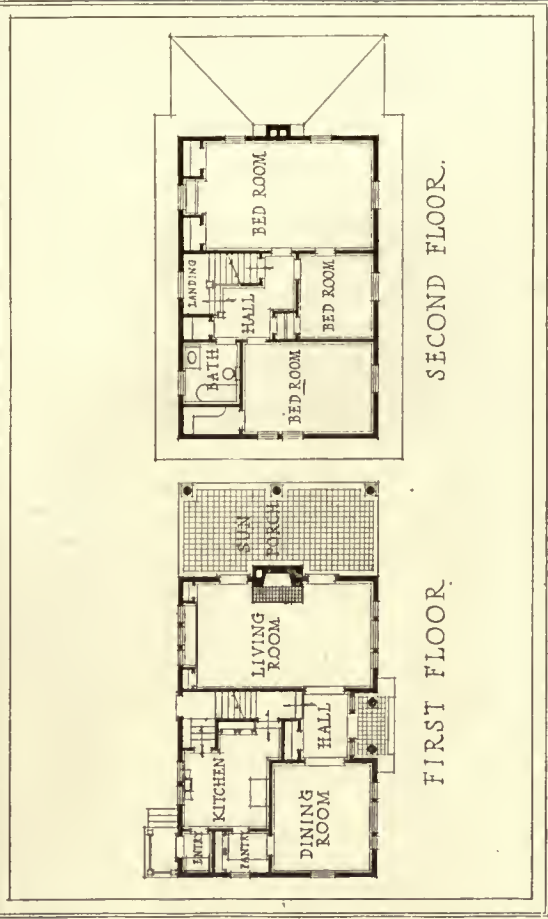 BED ROOM
LANDING
HALL
BED ROOM
BATH
BED ROOM
SECOND FLOOR.
SUN
PORCH
LIVING
ROOM
HALL
KITCHEN
DINING
ROOM
ENTRY
PANTRY
FIRST FLOOR.